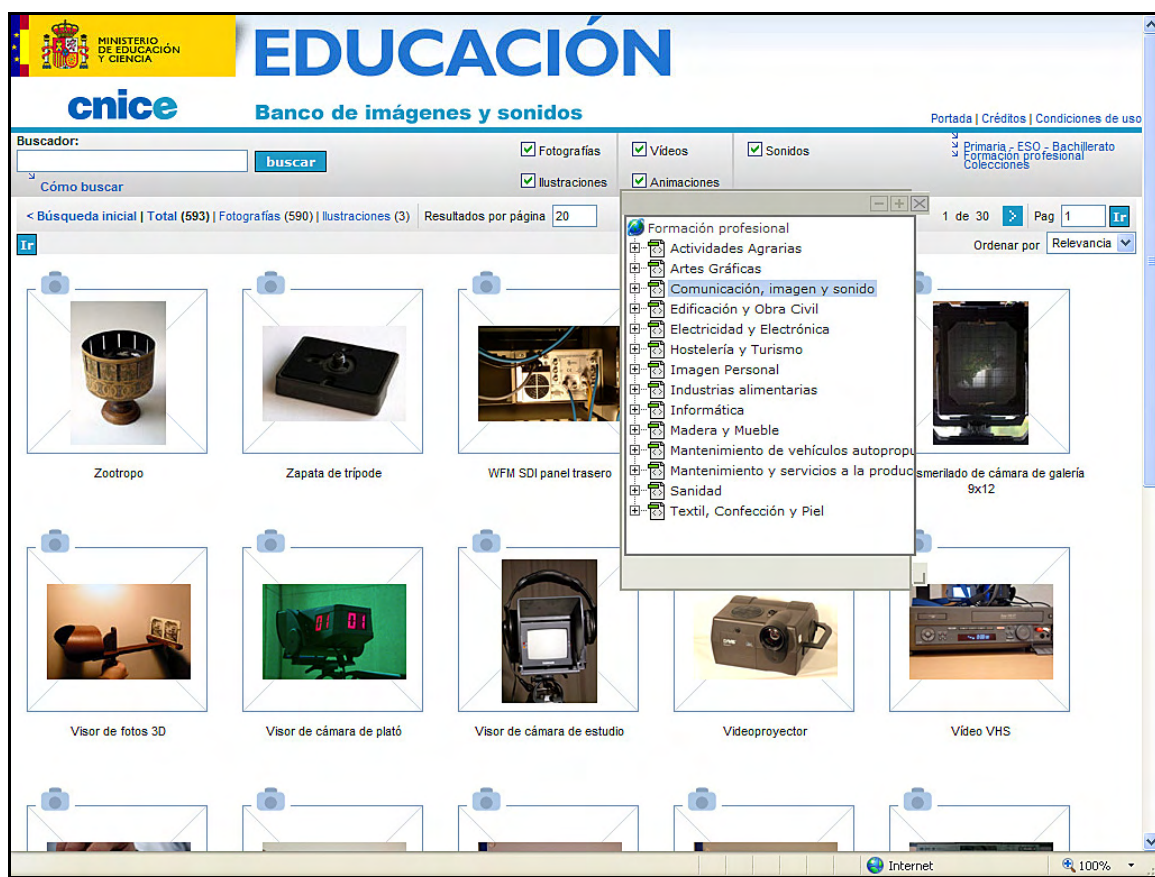 MINISTERIO
DE EDUCACIÓN
Y CIENCIA
EDUCACIÓN
cnice
Banco de imágenes y sonidos
Portada | Créditos | Condiciones de uso
Buscador:
buscar
Cómo buscar
Fotografías
Vídeos
Sonidos
Ilustraciones
Animaciones
Primaria - ESO - Bachillerato
Formación profesional
Colecciones
< Búsqueda inicial | Total (593) | Fotografías (590) | Ilustraciones (3) Resultados por página 20
1 de 30 > Pag 1 Ir
Ir
Ordenar por Relevancia
Formación profesional
Actividades Agrarias
Artes Gráficas
Comunicación, imagen y sonido
Edificación y Obra Civil
Electricidad y Electrónica
Hostelería y Turismo
Imagen Personal
Industrias alimentarias
Informática
Madera y Mueble
Mantenimiento de vehículos autopropu
Mantenimiento y servicios a la produc
Sanidad
Textil, Confección y Piel
Zootropo
Zapata de trípode
WFM SDI panel trasero
smerilado de cámara de galería
9x12
01 01
Visor de fotos 3D
Visor de cámara de plató
Visor de cámara de estudio
Videoproyector
Vídeo VHS
Internet
100%